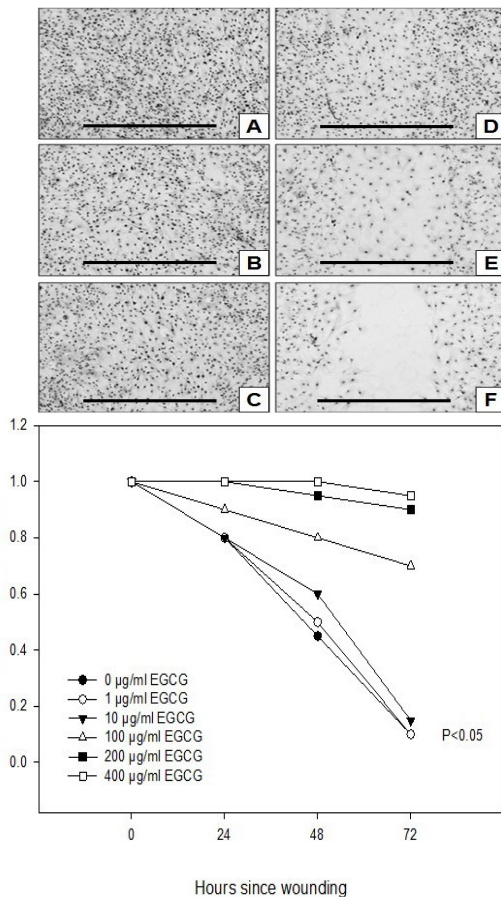 A
D
B
E
C
F
1.2
1.0
0.8
0.6
0.4
0.2
0.0
0 µg/ml EGCG
1 µg/ml EGCG
10 µg/ml EGCG
100 µg/ml EGCG
200 µg/ml EGCG
400 µg/ml EGCG
P<0.05
0 24 48 72
Hours since wounding